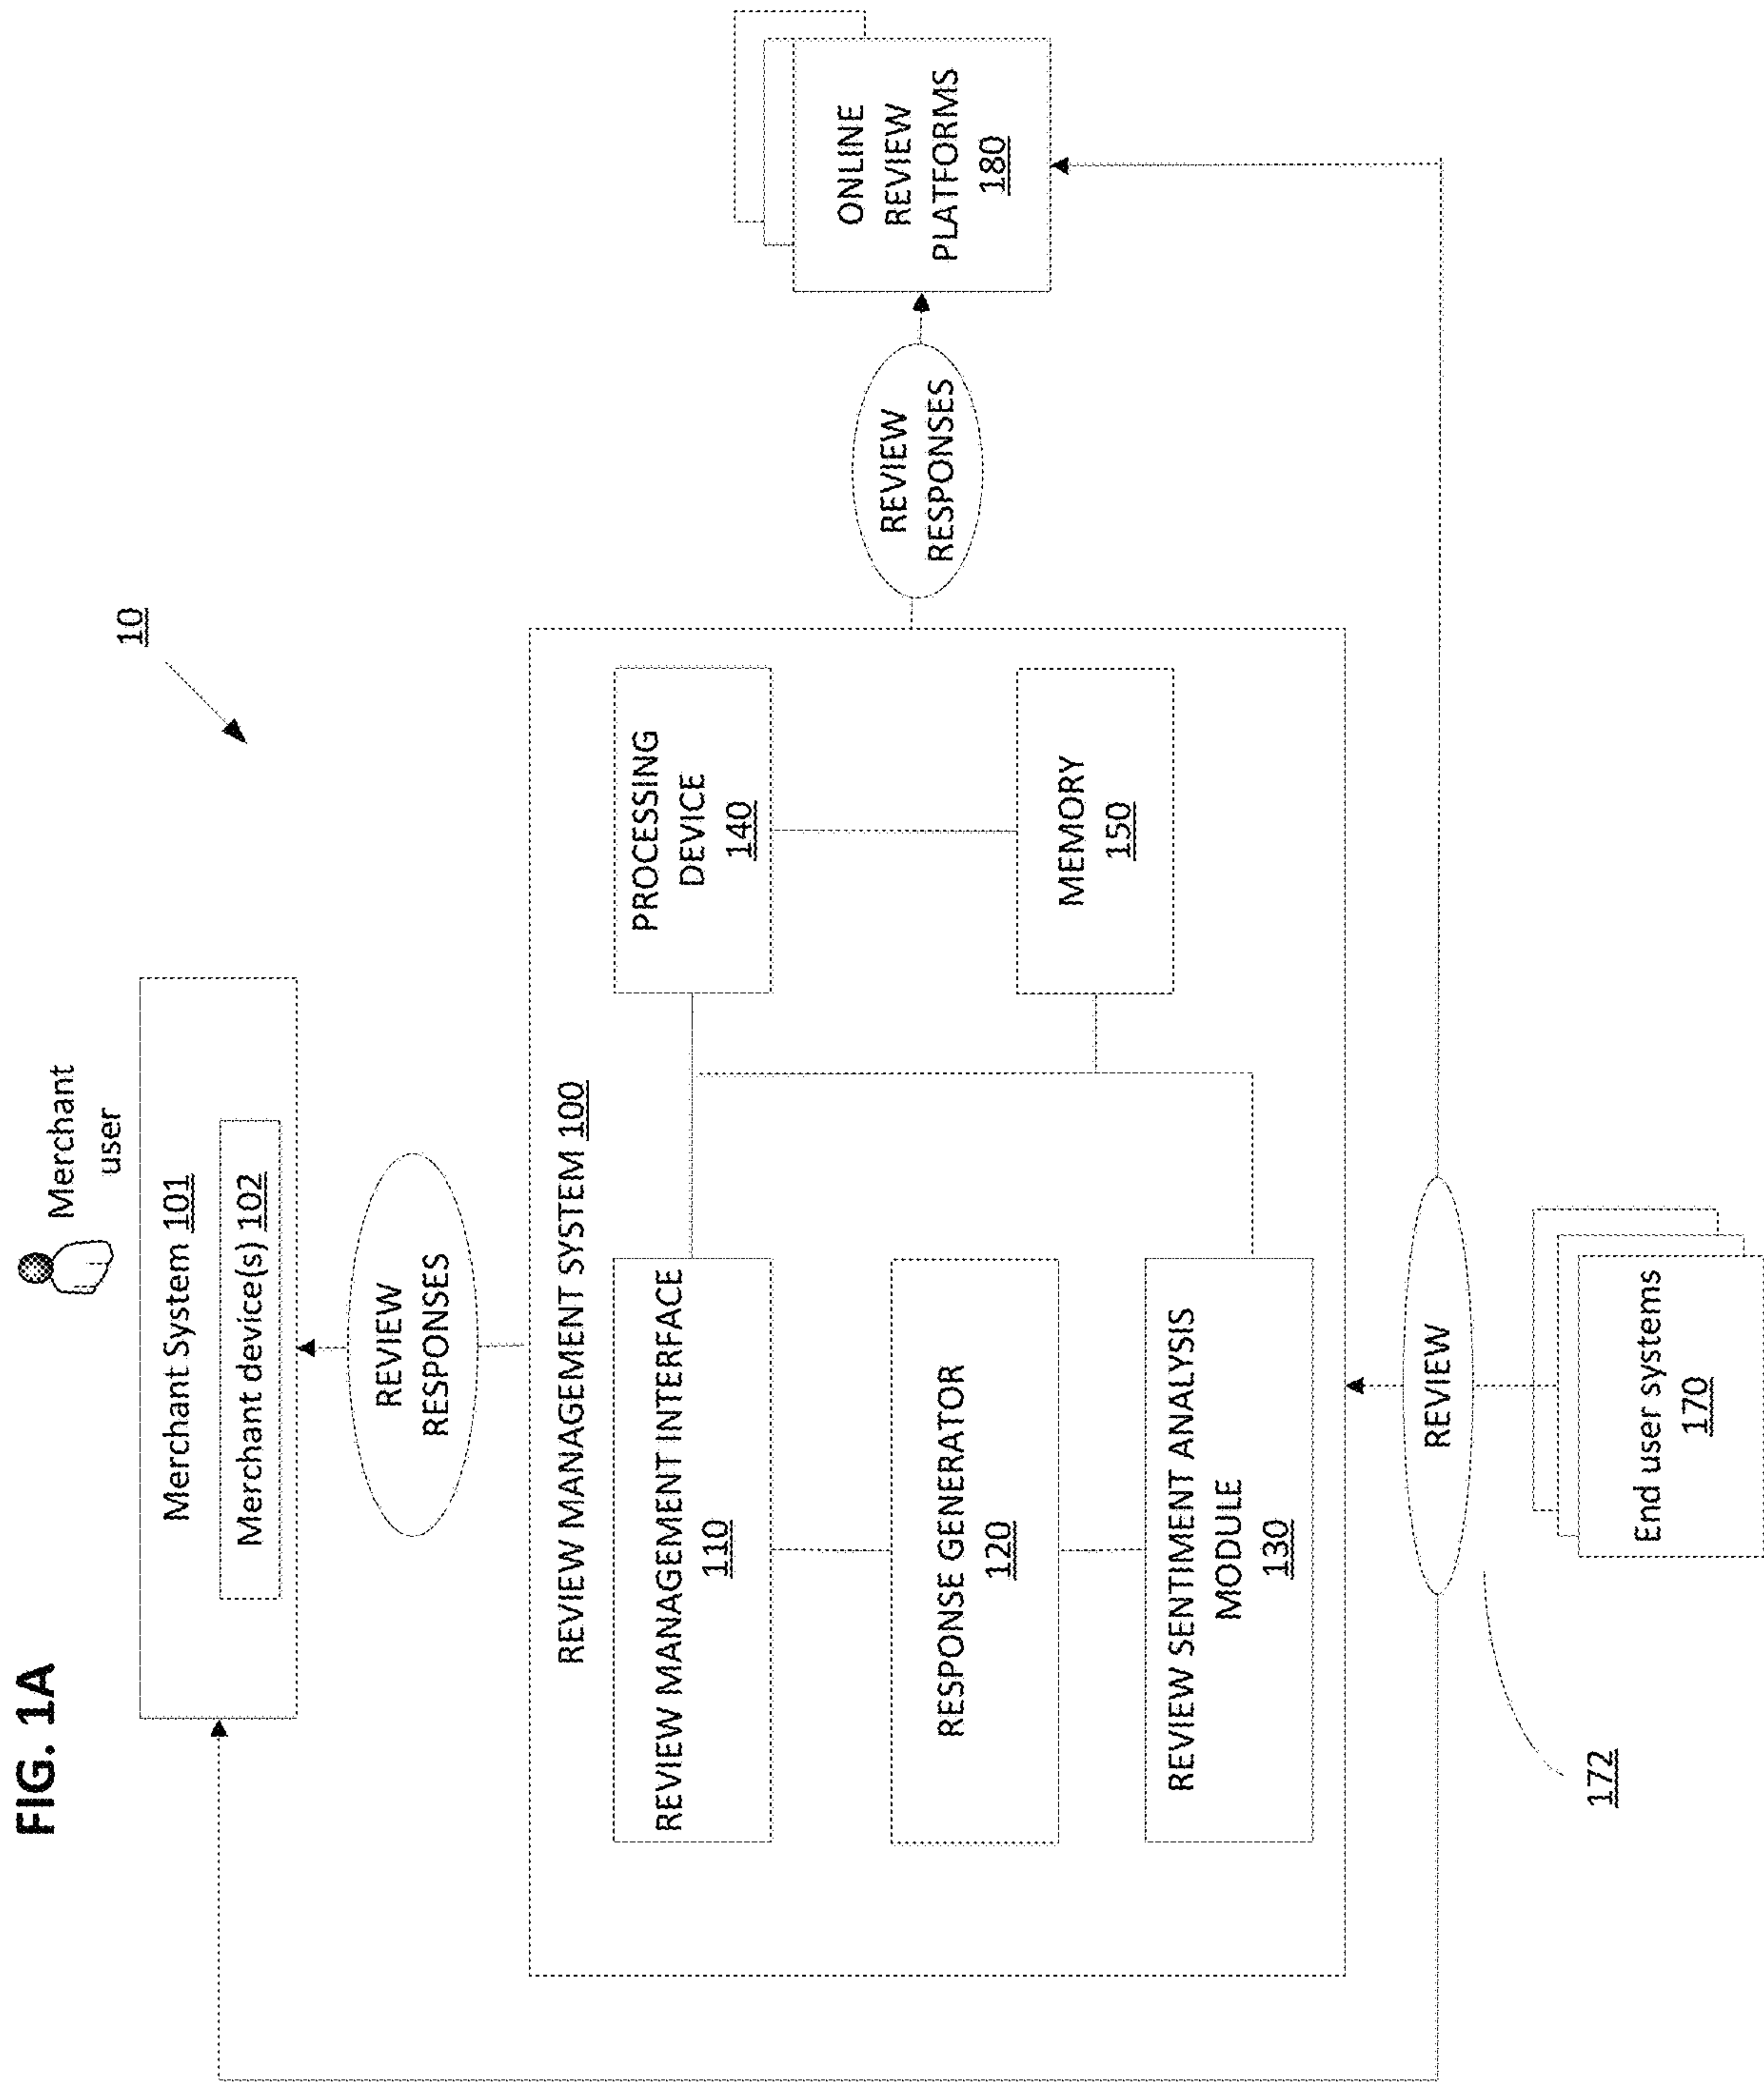 FIG. 1A
Merchant
user
10
Merchant System 101
Merchant device(s) 102
REVIEW
RESPONSES
REVIEW MANAGEMENT SYSTEM 100
REVIEW MANAGEMENT INTERFACE
110
PROCESSING
DEVICE
140
RESPONSE GENERATOR
120
MEMORY
150
REVIEW SENTIMENT ANALYSIS
MODULE
130
REVIEW
RESPONSES
ONLINE
REVIEW
PLATFORMS
180
REVIEW
172
End user systems
170